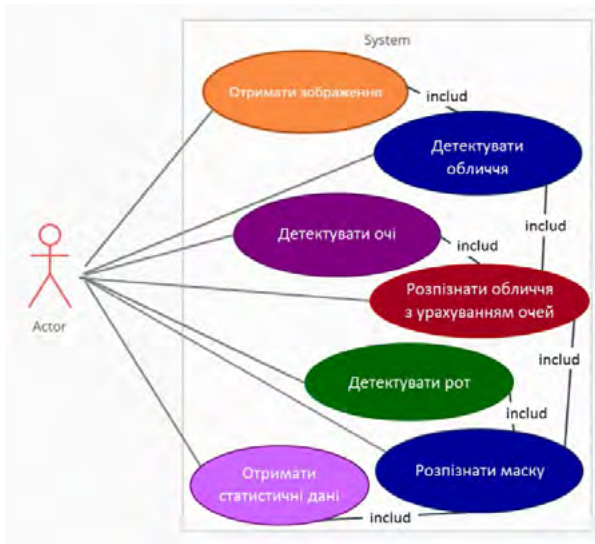 System
Отримати зображення
includ
Детектувати
обличчя
Детектувати очі
includ
includ
Розпізнати обличчя
з урахуванням очей
Actor
includ
Детектувати рот
includ
Отримати
статистичні дані
Розпізнати маску
includ